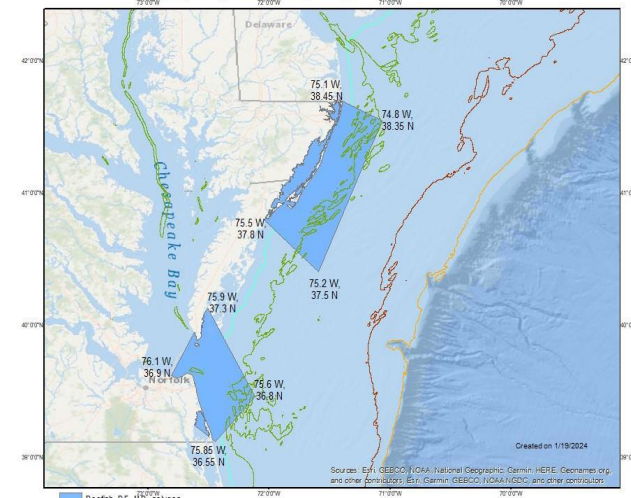 73°0'0"W 72°0'0"W 71°0'0"W 70°0'0"W
Delaware
42°0'0"N
75.1 W,
38.45 N
74.8 W,
38.35 N
Chesapeake Bay
41°0'0"N 41°0'0"N
75.5 W,
37.8 N
75.2 W,
37.5 N
75.9 W,
37.3 N
40°0'0"N 40°0'0"N
76.1 W,
36.9 N
Norfolk
75.6 W,
36.8 N
75.85 W,
36.55 N
Created on 1/19/2024
39°0'0"N 39°0'0"N
Sources: Esri, GEBCO, NOAA, National Geographic, Garmin, HERE, Geonames.org,
and other contributors, Esri, Garmin, GEBCO, NOAA NGDC, and other contributors
73°0'0"W 72°0'0"W 71°0'0"W 70°0'0"W